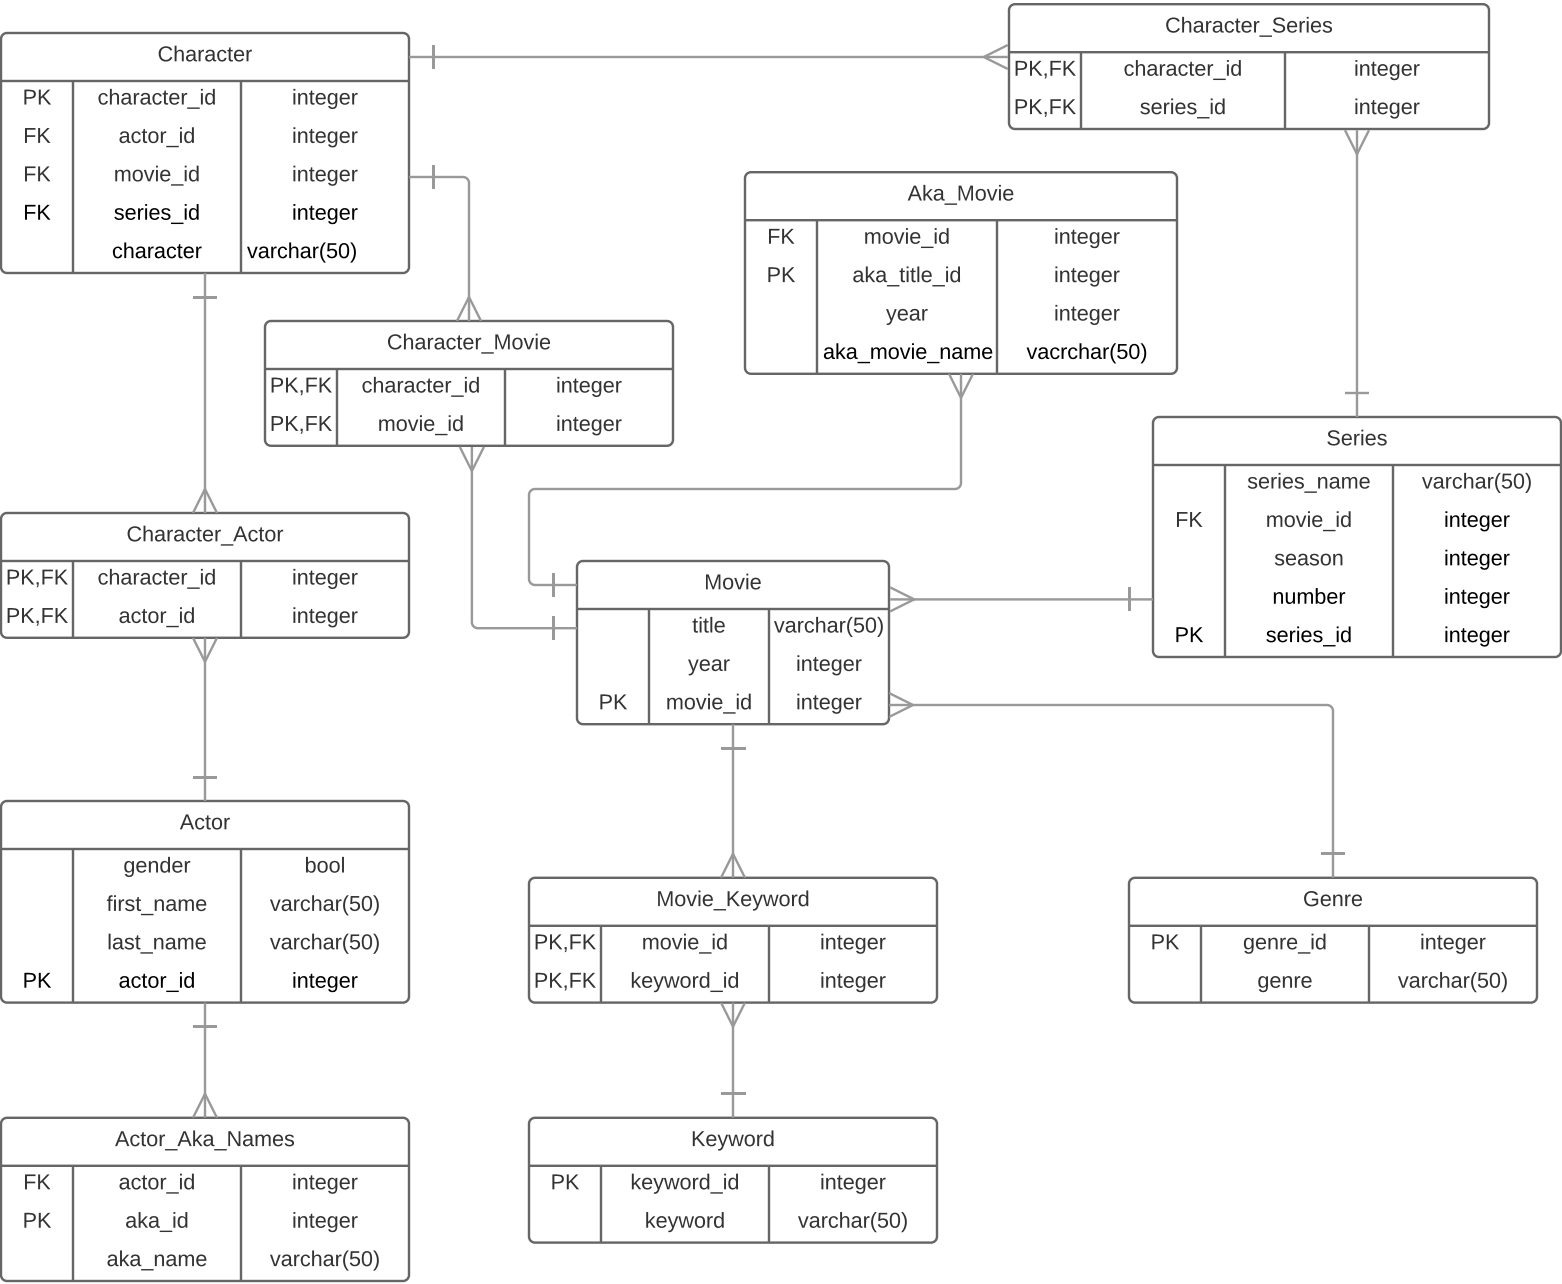 Character
PK character_id integer
FK actor_id integer
FK movie_id integer
FK series_id integer
character varchar(50)
Character_Series
PK,FK character_id integer
PK,FK series_id integer
Aka_Movie
FK movie_id integer
PK aka_title_id integer
year integer
aka_movie_name vacrchar(50)
Character_Movie
PK,FK character_id integer
PK,FK movie_id integer
Series
series_name varchar(50)
FK movie_id integer
season integer
number integer
PK series_id integer
Character_Actor
PK,FK character_id integer
PK,FK actor_id integer
Movie
title varchar(50)
year integer
PK movie_id integer
Actor
gender bool
first_name varchar(50)
last_name varchar(50)
PK actor_id integer
Movie_Keyword
PK,FK movie_id integer
PK,FK keyword_id integer
Genre
PK genre_id integer
genre varchar(50)
Actor_Aka_Names
FK actor_id integer
PK aka_id integer
aka_name varchar(50)
Keyword
PK keyword_id integer
keyword varchar(50)